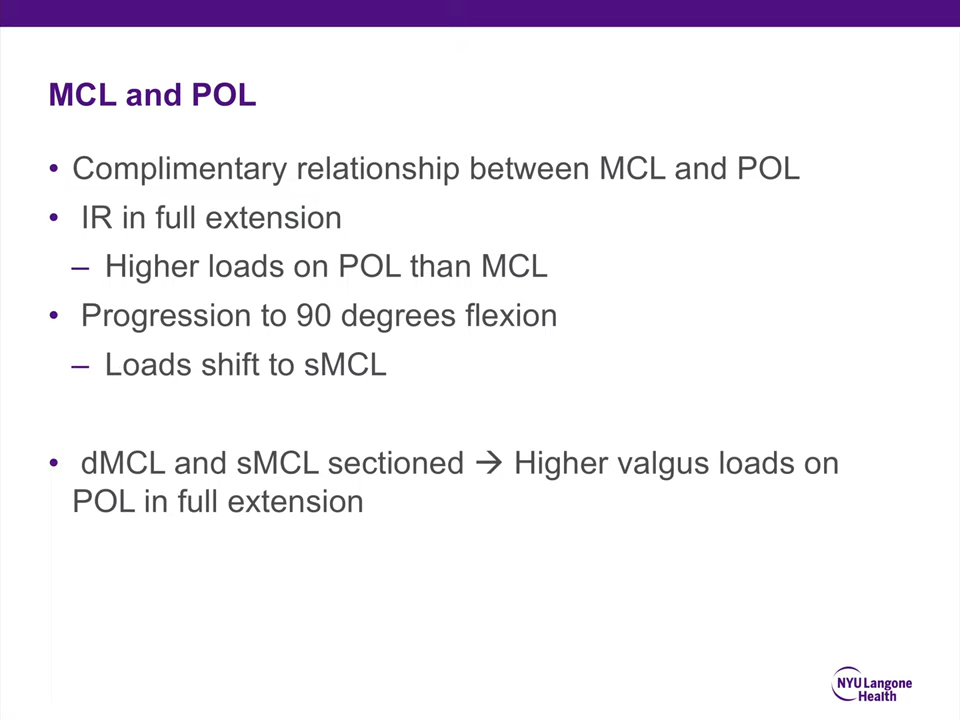 MCL and POL
• Complimentary relationship between MCL and POL
• IR in full extension
– Higher loads on POL than MCL
• Progression to 90 degrees flexion
– Loads shift to sMCL
• dMCL and sMCL sectioned → Higher valgus loads on
POL in full extension
NYU Langone
Health